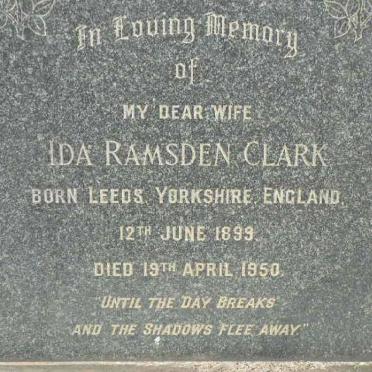 In Loving Memory
of
MY DEAR WIFE
IDA RAMSDEN CLARK
BORN LEEDS, YORKSHIRE, ENGLAND,
12TH JUNE 1899.
DIED 19TH APRIL 1950.
"UNTIL THE DAY BREAKS
AND THE SHADOWS FLEE AWAY."